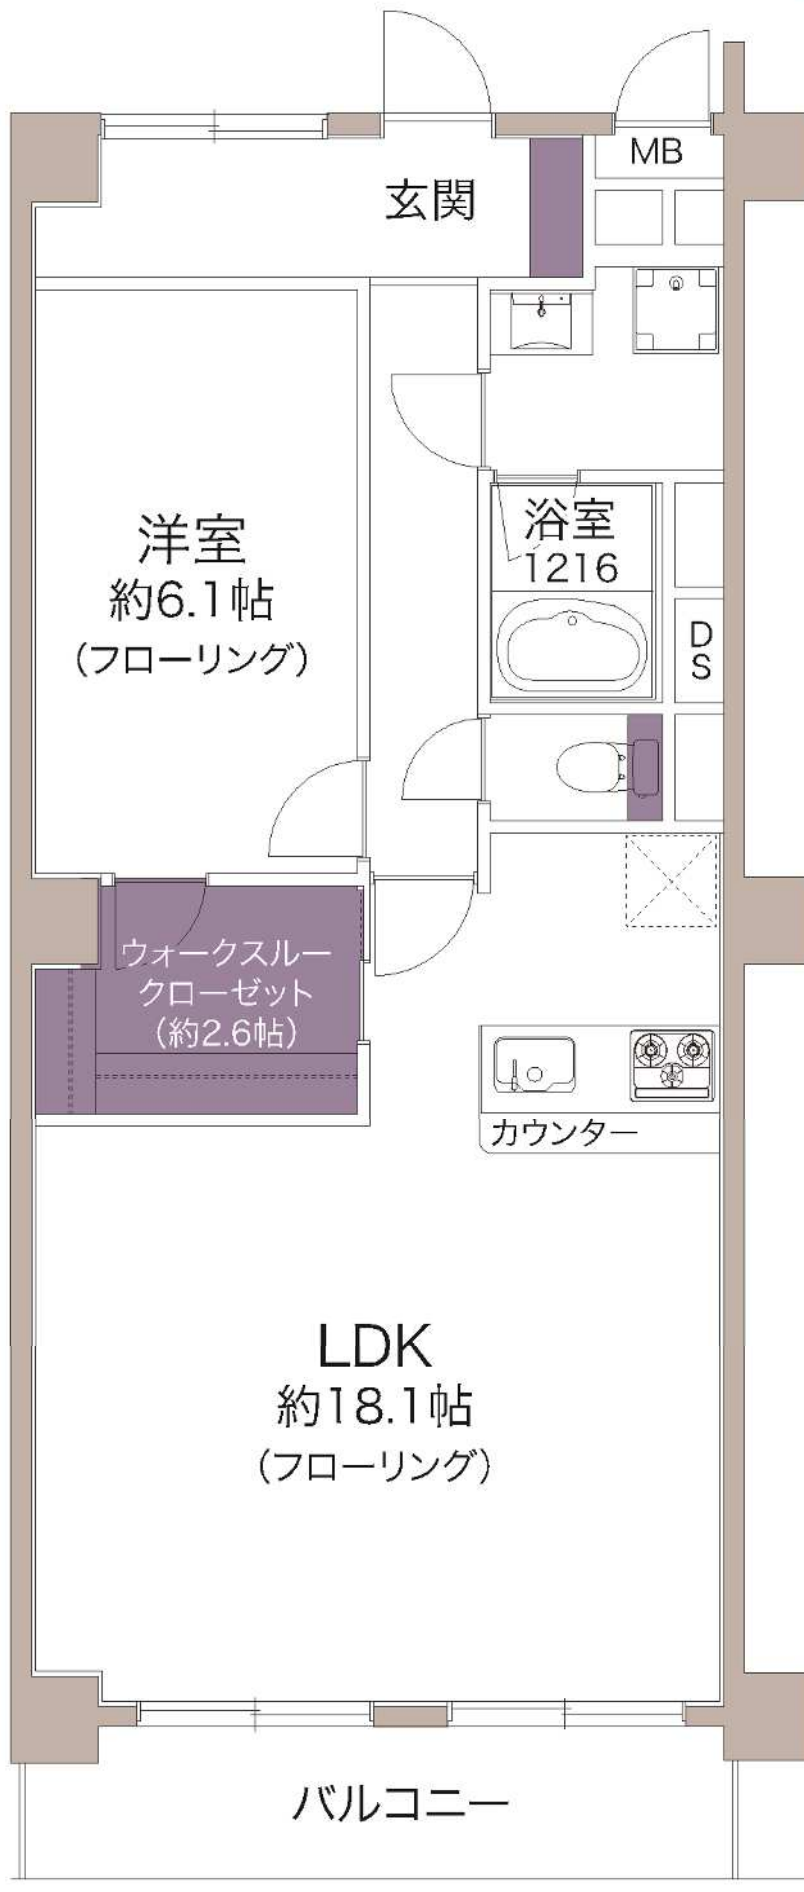 MB
玄関
洋室
約6.1帖
(フローリング)
浴室
1216
D
S
ウォークスルー
クローゼット
(約2.6帖)
カウンター
LDK
約18.1帖
(フローリング)
バルコニー